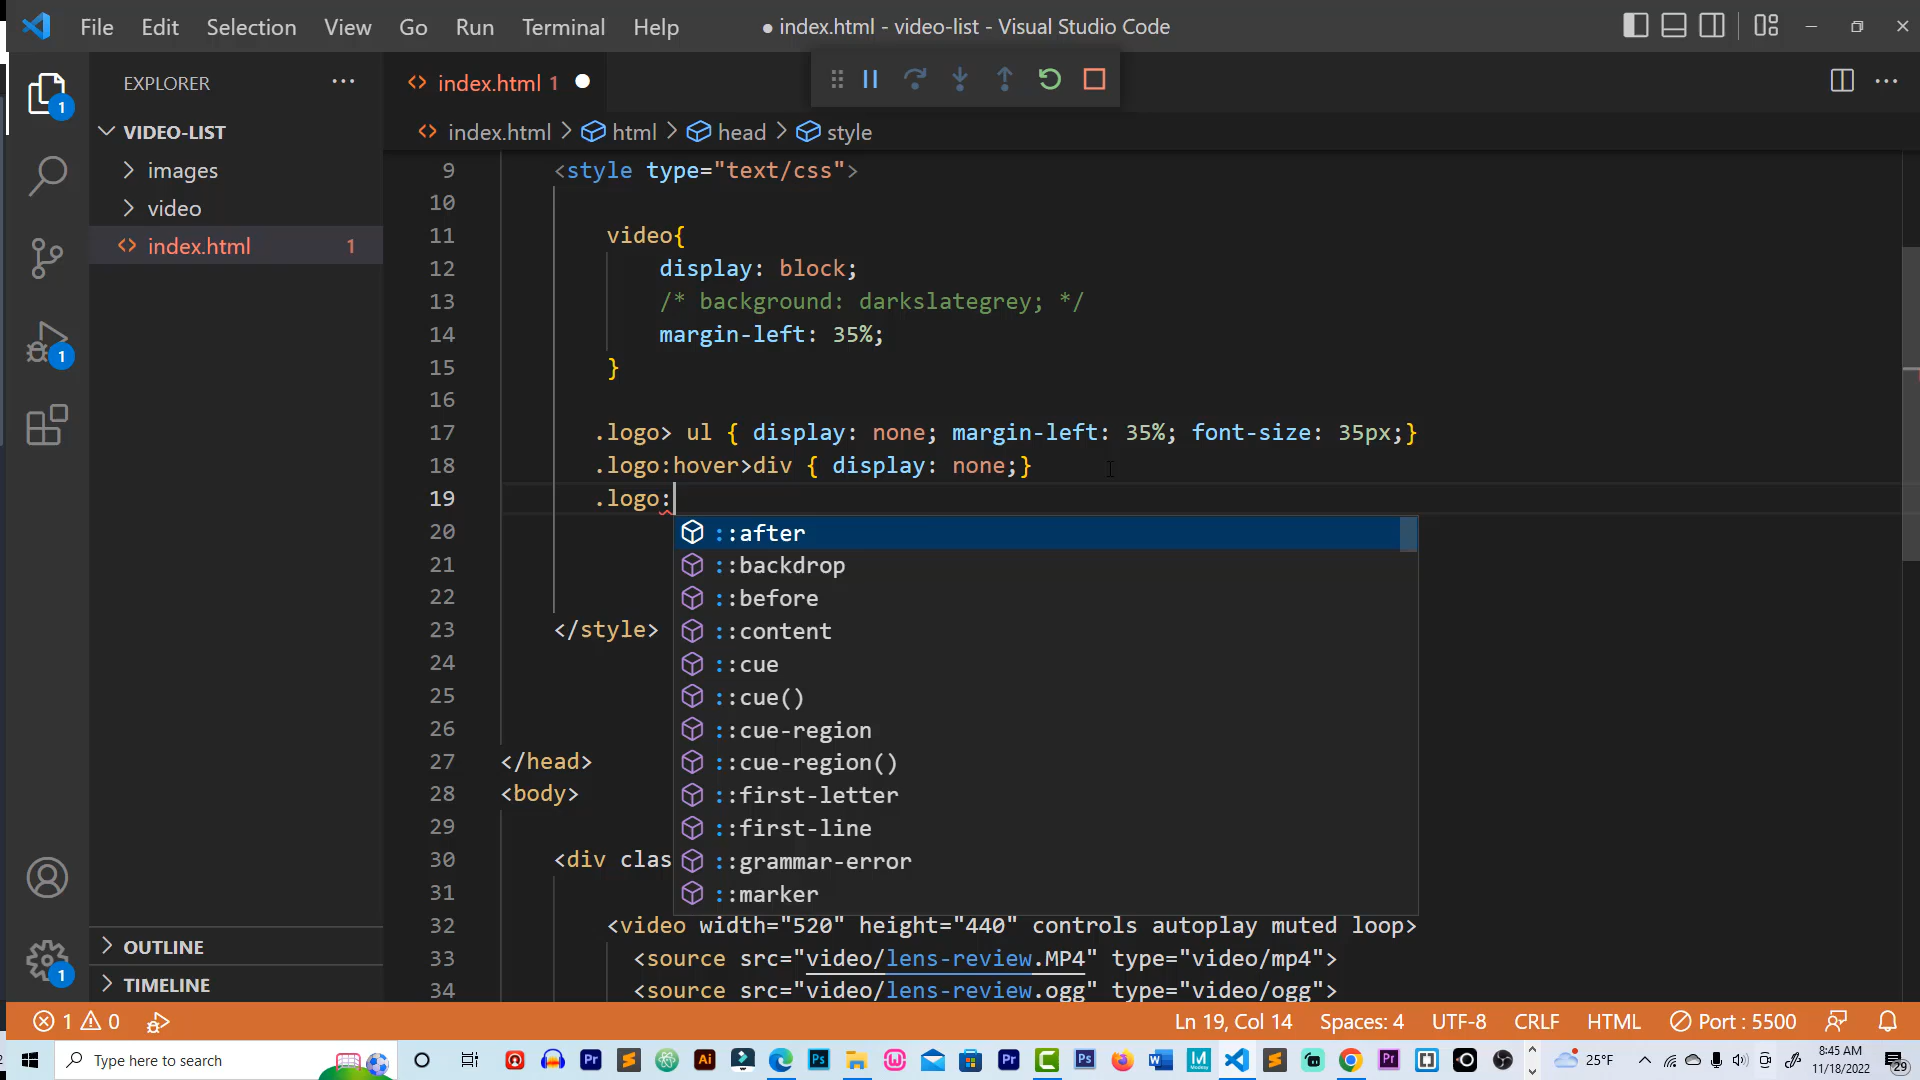 File Edit Selection View Go Run Terminal Help
● index.html - video-list - Visual Studio Code
EXPLORER
index.html 1
VIDEO-LIST
index.html > html > head > style
images
video
index.html 1
9 <style type="text/css">
10
11 video{
12 display: block;
13 /* background: darkslategrey; */
14 margin-left: 35%;
15 }
16
17 .logo> ul { display: none; margin-left: 35%; font-size: 35px;}
18 .logo:hover>div { display: none;}
19 .logo:
20 ::after
21 ::backdrop
22 ::before
23 </style> ::content
24 ::cue
25 ::cue()
26 ::cue-region
27 </head> ::cue-region()
28 <body> ::first-letter
29 ::first-line
30 <div clas ::grammar-error
31 ::marker
32 <video width="520" height="440" controls autoplay muted loop>
33 <source src="video/lens-review.MP4" type="video/mp4">
34 <source src="video/lens-review.ogg" type="video/ogg">
OUTLINE
TIMELINE
1
1
1
1 0
Ln 19, Col 14 Spaces: 4 UTF-8 CRLF HTML Port : 5500
Type here to search
25°F
8:45 AM
11/18/2022
29